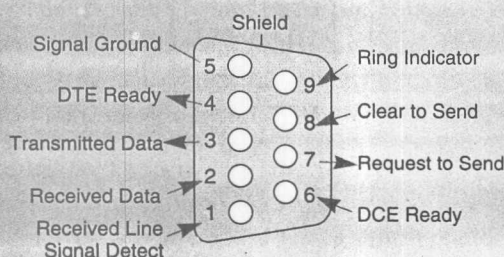 Shield
Signal Ground
5
9
Ring Indicator
DTE Ready
4
8
Clear to Send
Transmitted Data
3
7
Request to Send
Received Data
2
6
DCE Ready
1
Received Line
Signal Detect